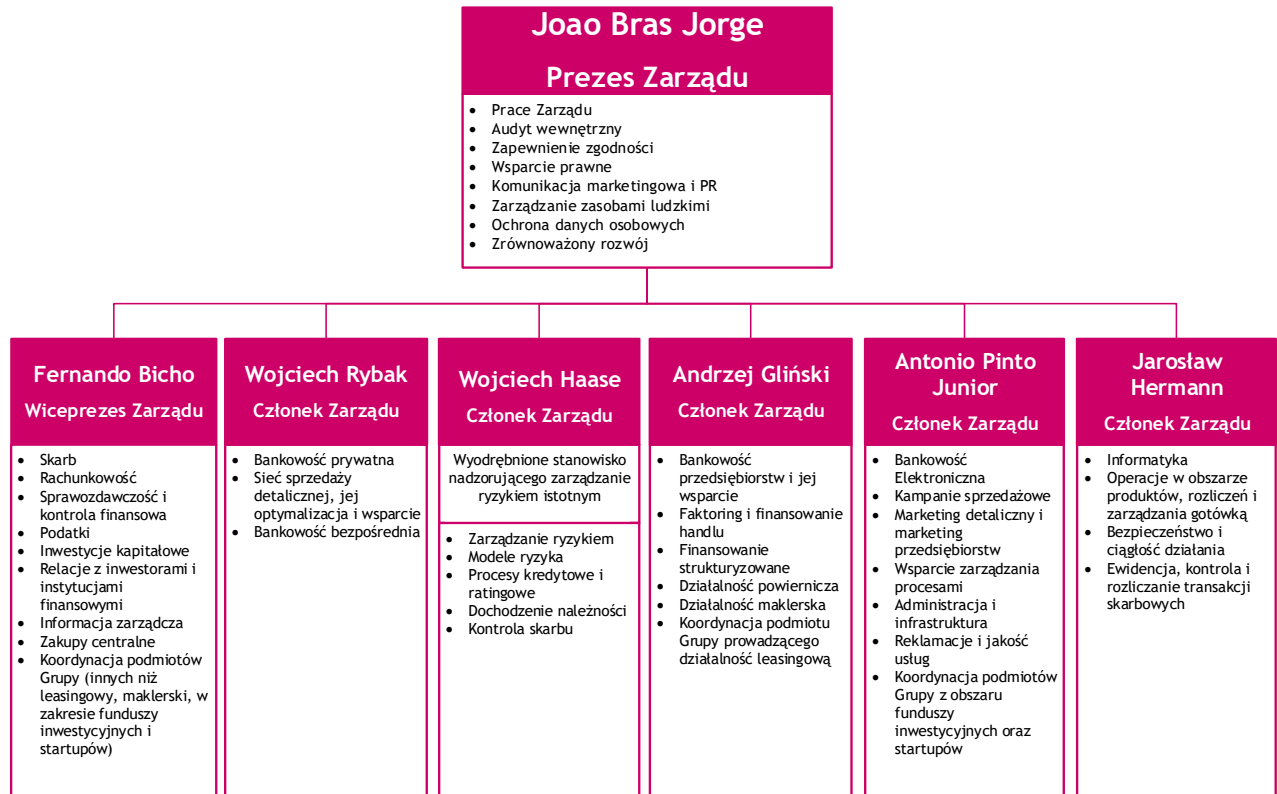 Joao Bras Jorge
Prezes Zarządu
• Prace Zarządu
• Audyt wewnętrzny
• Zapewnienie zgodności
• Wsparcie prawne
• Komunikacja marketingowa i PR
• Zarządzanie zasobami ludzkimi
• Ochrona danych osobowych
• Zrównoważony rozwój
Fernando Bicho
Wiceprezes Zarządu
• Skarb
• Rachunkowość
• Sprawozdawczość i
kontrola finansowa
• Podatki
• Inwestycje kapitałowe
• Relacje z inwestorami i
instytucjami
finansowymi
• Informacja zarządcza
• Zakupy centralne
• Koordynacja podmiotów
Grupy (innych niż
leasingowy, maklerski, w
zakresie funduszy
inwestycyjnych i
startupów)
Wojciech Rybak
Członek Zarządu
• Bankowość prywatna
• Sieć sprzedaży
detalicznej, jej
optymalizacja i wsparcie
• Bankowość bezpośrednia
Wojciech Haase
Członek Zarządu
Wyodrębnione stanowisko
nadzorującego zarządzanie
ryzykiem istotnym
• Zarządzanie ryzykiem
• Modele ryzyka
• Procesy kredytowe i
ratingowe
• Dochodzenie należności
• Kontrola skarbu
Andrzej Gliński
Członek Zarządu
• Bankowość
przedsiębiorstw i jej
wsparcie
• Faktoring i finansowanie
handlu
• Finansowanie
strukturyzowane
• Działalność powiernicza
• Działalność maklerska
• Koordynacja podmiotu
Grupy prowadzącego
działalność leasingową
Antonio Pinto
Junior
Członek Zarządu
• Bankowość
Elektroniczna
• Kampanie sprzedażowe
• Marketing detaliczny i
marketing
przedsiębiorstw
• Wsparcie zarządzania
procesami
• Administracja i
infrastruktura
• Reklamacje i jakość
usług
• Koordynacja podmiotów
Grupy z obszaru
funduszy
inwestycyjnych oraz
startupów
Jarosław
Hermann
Członek Zarządu
• Informatyka
• Operacje w obszarze
produktów, rozliczeń i
zarządzania gotówką
• Bezpieczeństwo i
ciągłość działania
• Ewidencja, kontrola i
rozliczanie transakcji
skarbowych